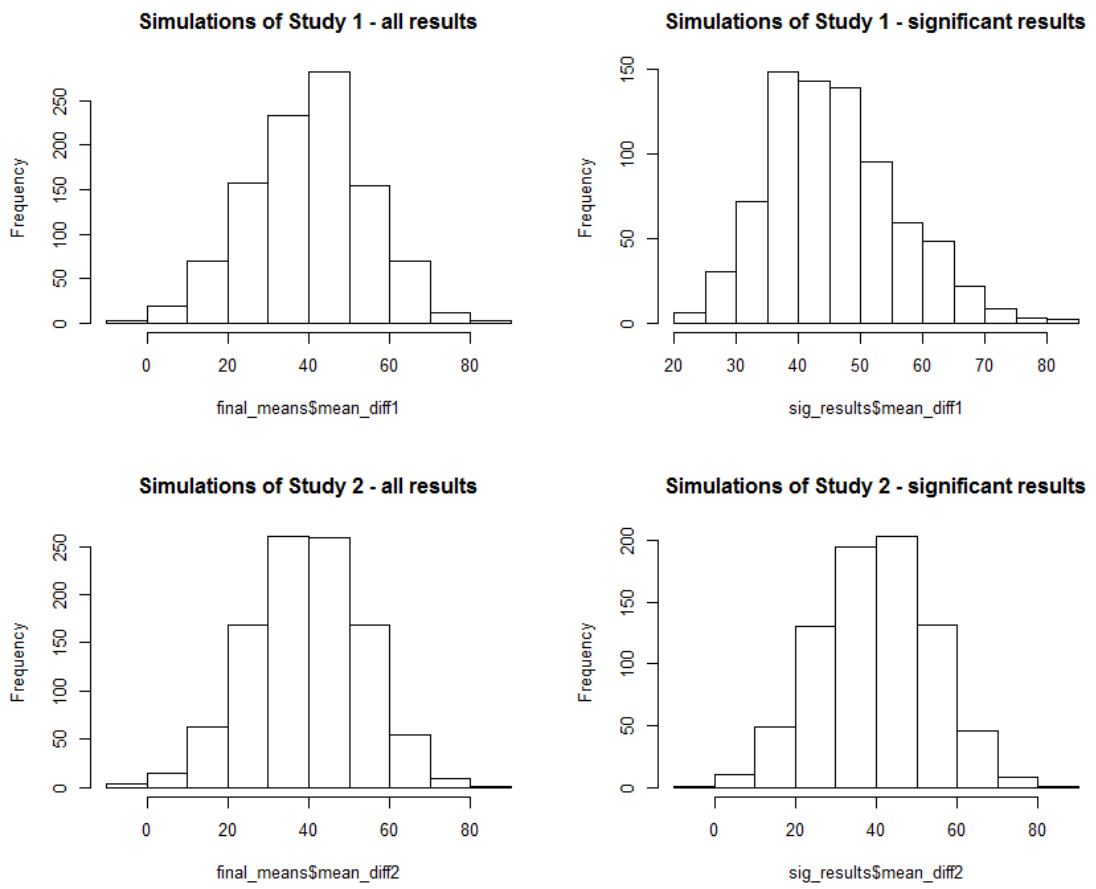 Simulations of Study 1 - all results
Frequency
0 50 100 150 200 250
0 20 40 60 80
final_means$mean_diff1
Simulations of Study 1 - significant results
Frequency
0 50 100 150
20 30 40 50 60 70 80
sig_results$mean_diff1
Simulations of Study 2 - all results
Frequency
0 50 100 150 200 250
0 20 40 60 80
final_means$mean_diff2
Simulations of Study 2 - significant results
Frequency
0 50 100 150 200
0 20 40 60 80
sig_results$mean_diff2